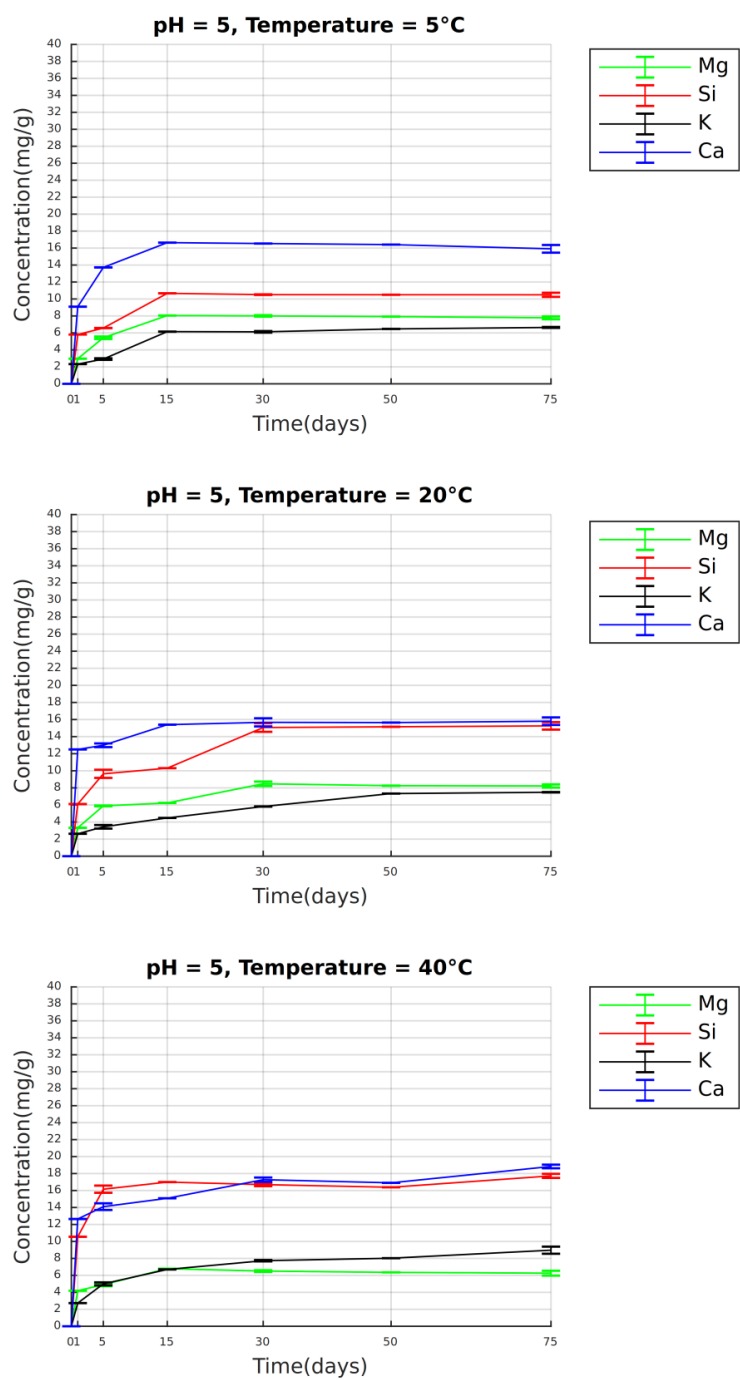 pH = 5, Temperature = 5°C
40
38
36
34
32
30
28
26
24
22
20
18
16
14
12
10
8
6
4
2
0
Concentration(mg/g)
01 5 15 30 50 75
Time(days)
Mg
Si
K
Ca
pH = 5, Temperature = 20°C
40
38
36
34
32
30
28
26
24
22
20
18
16
14
12
10
8
6
4
2
0
Concentration(mg/g)
01 5 15 30 50 75
Time(days)
Mg
Si
K
Ca
pH = 5, Temperature = 40°C
40
38
36
34
32
30
28
26
24
22
20
18
16
14
12
10
8
6
4
2
0
Concentration(mg/g)
01 5 15 30 50 75
Time(days)
Mg
Si
K
Ca